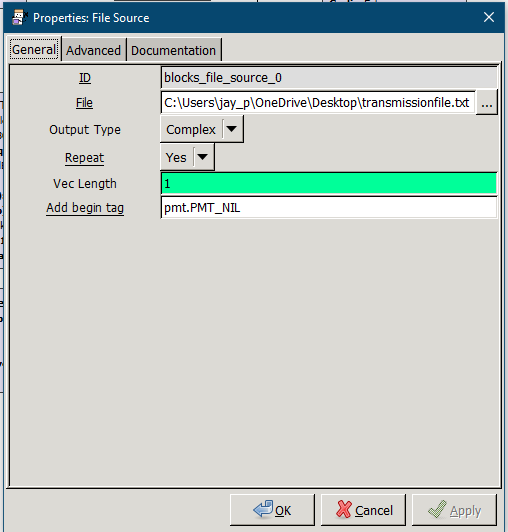 Properties: File Source
General Advanced Documentation
ID blocks_file_source_0
File C:\Users\jay_p\OneDrive\Desktop\transmissionfile.txt ...
Output Type Complex
Repeat Yes
Vec Length 1
Add begin tag pmt.PMT_NIL
OK Cancel Apply